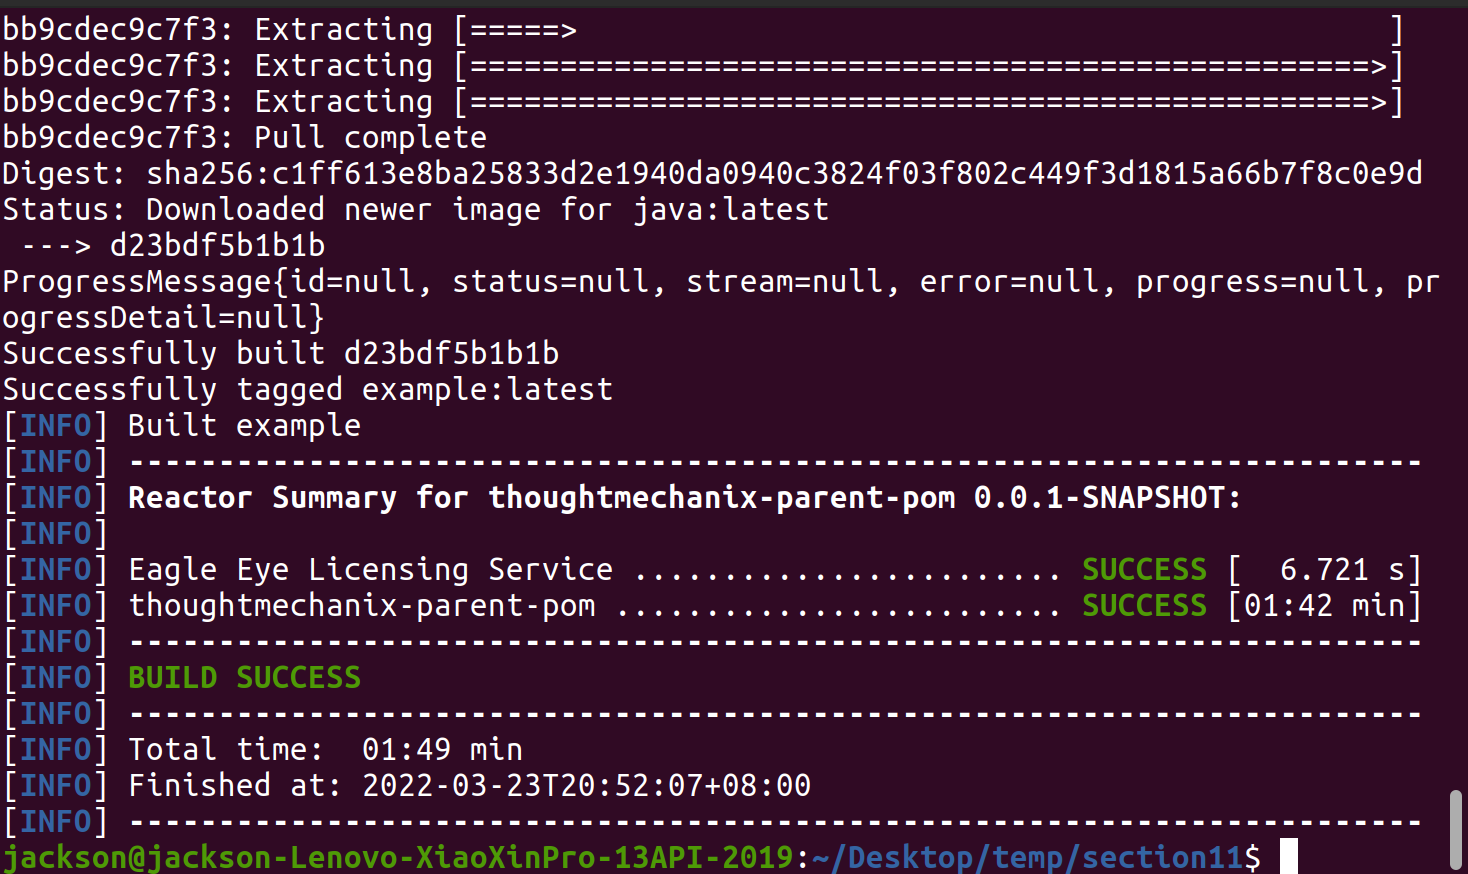 bb9cdec9c7f3: Extracting [=====>                                             ]
bb9cdec9c7f3: Extracting [==================================================>]
bb9cdec9c7f3: Extracting [==================================================>]
bb9cdec9c7f3: Pull complete
Digest: sha256:c1ff613e8ba25833d2e1940da0940c3824f03f802c449f3d1815a66b7f8c0e9d
Status: Downloaded newer image for java:latest
 ---> d23bdf5b1b1b
ProgressMessage{id=null, status=null, stream=null, error=null, progress=null, pr
ogressDetail=null}
Successfully built d23bdf5b1b1b
Successfully tagged example:latest
[INFO] Built example
[INFO] ------------------------------------------------------------------------
[INFO] Reactor Summary for thoughtmechanix-parent-pom 0.0.1-SNAPSHOT:
[INFO]
[INFO] Eagle Eye Licensing Service ........................ SUCCESS [  6.721 s]
[INFO] thoughtmechanix-parent-pom ......................... SUCCESS [01:42 min]
[INFO] ------------------------------------------------------------------------
[INFO] BUILD SUCCESS
[INFO] ------------------------------------------------------------------------
[INFO] Total time:  01:49 min
[INFO] Finished at: 2022-03-23T20:52:07+08:00
[INFO] ------------------------------------------------------------------------
jackson@jackson-Lenovo-XiaoXinPro-13API-2019:~/Desktop/temp/section11$